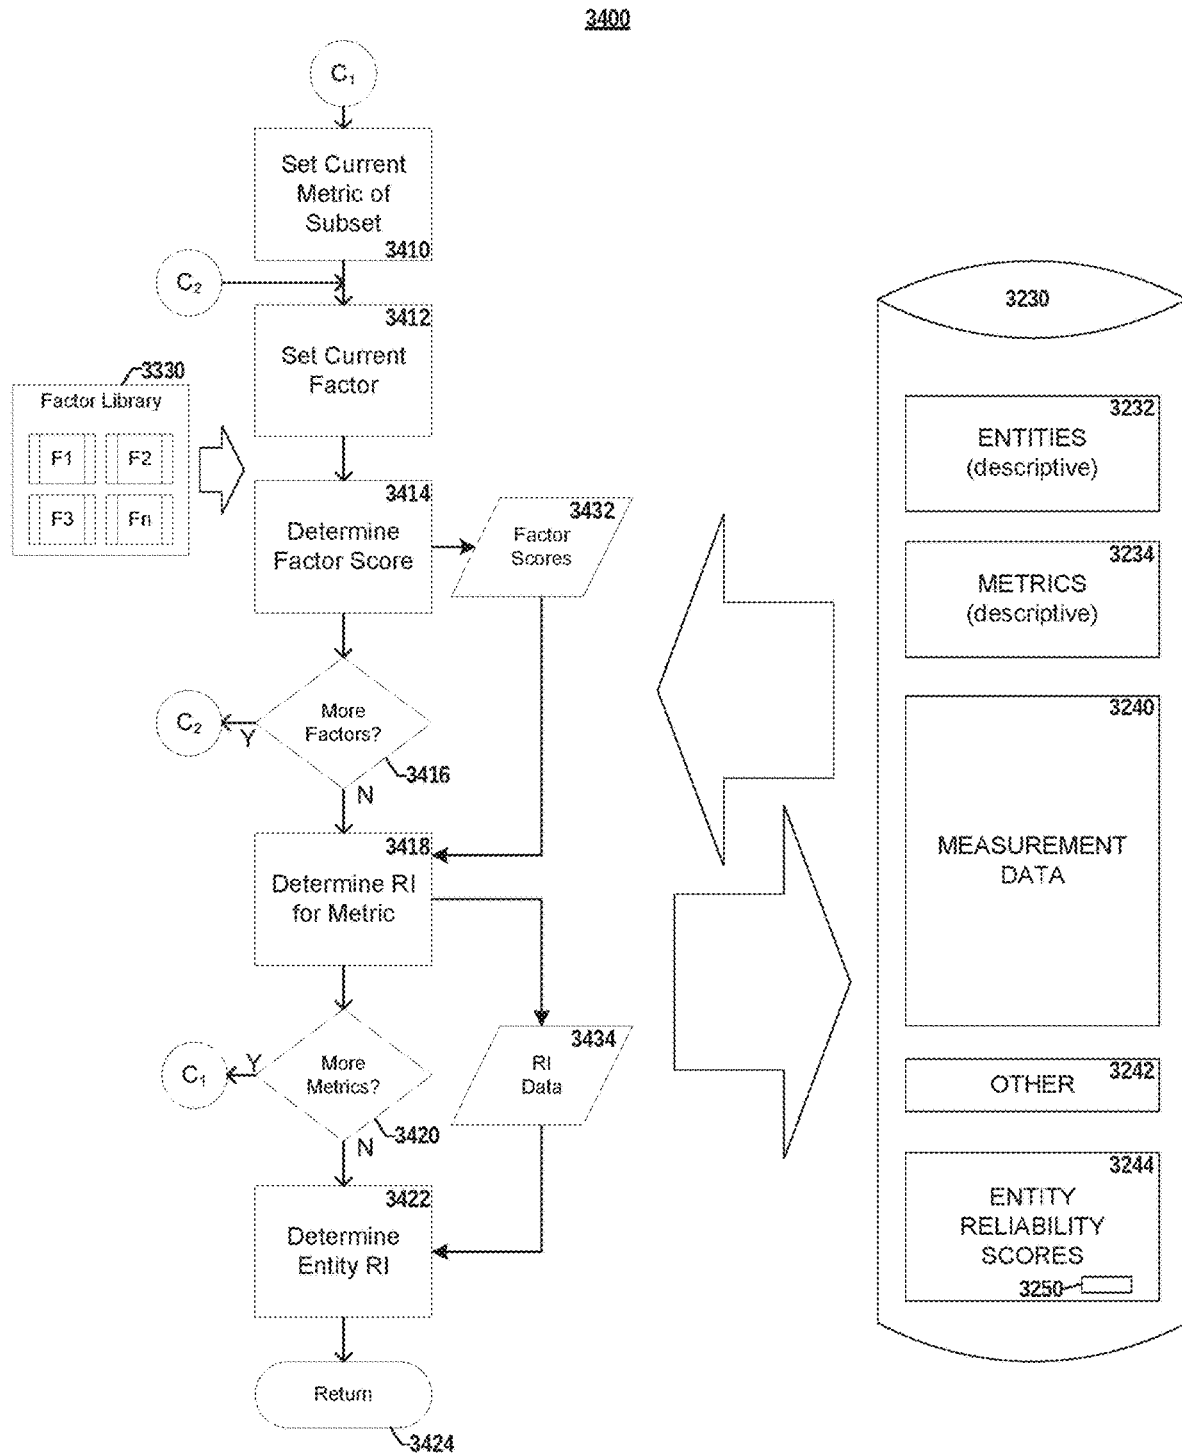 3400
C₁
Set Current
Metric of
Subset
3410
C₂
3412
Set Current
Factor
3330
Factor Library
F1
F2
F3
Fn
3414
Determine
Factor Score
3432
Factor
Scores
More
Factors?
C₂
Y
3416
N
3418
Determine RI
for Metric
3434
RI
Data
More
Metrics?
C₁
Y
3420
N
3422
Determine
Entity RI
Return
3424
3230
3232
ENTITIES
(descriptive)
3234
METRICS
(descriptive)
3240
MEASUREMENT
DATA
3242
OTHER
3244
ENTITY
RELIABILITY
SCORES
3250